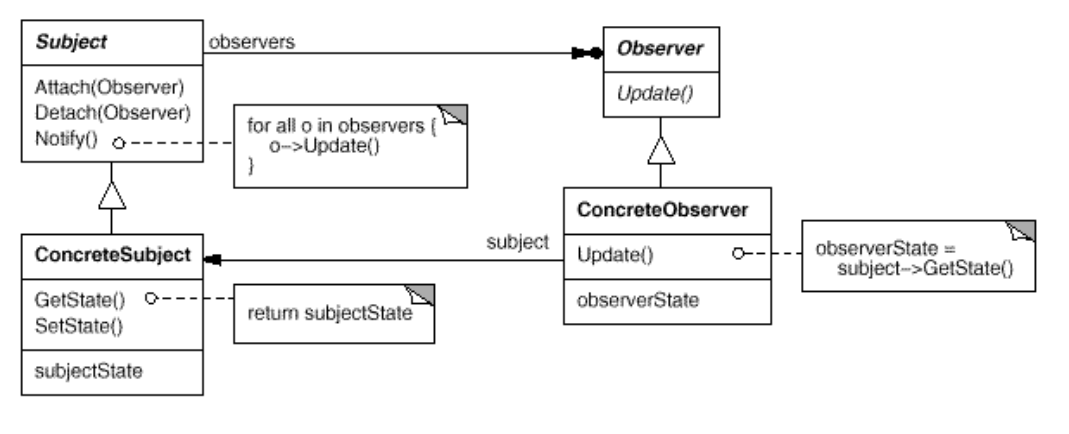 Subject
observers
Attach(Observer)
Detach(Observer)
Notify()
for all o in observers {
o->Update()
}
Observer
Update()
ConcreteSubject
GetState()
SetState()
subjectState
return subjectState
subject
ConcreteObserver
Update()
observerState
observerState =
subject->GetState()